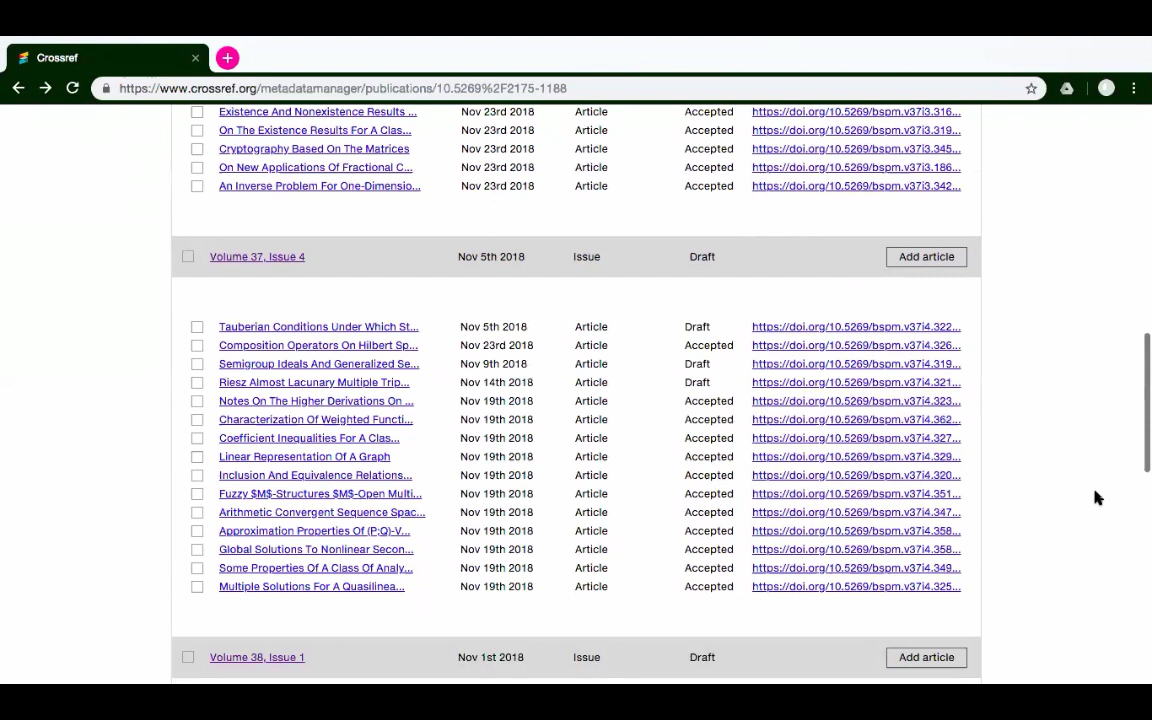 Crossref
https://www.crossref.org/metadatamanager/publications/10.5269%2F2175-1188
Existence And Nonexistence Results ... Nov 23rd 2018 Article Accepted https://doi.org/10.5269/bspm.v37i3.316...
On The Existence Results For A Clas... Nov 23rd 2018 Article Accepted https://doi.org/10.5269/bspm.v37i3.319...
Cryptography Based On The Matrices Nov 23rd 2018 Article Accepted https://doi.org/10.5269/bspm.v37i3.345...
On New Applications Of Fractional C... Nov 23rd 2018 Article Accepted https://doi.org/10.5269/bspm.v37i3.186...
An Inverse Problem For One-Dimensio... Nov 23rd 2018 Article Accepted https://doi.org/10.5269/bspm.v37i3.342...
Volume 37, Issue 4 Nov 5th 2018 Issue Draft Add article
Tauberian Conditions Under Which St... Nov 5th 2018 Article Draft https://doi.org/10.5269/bspm.v37i4.322...
Composition Operators On Hilbert Sp... Nov 23rd 2018 Article Accepted https://doi.org/10.5269/bspm.v37i4.326...
Semigroup Ideals And Generalized Se... Nov 9th 2018 Article Draft https://doi.org/10.5269/bspm.v37i4.319...
Riesz Almost Lacunary Multiple Trip... Nov 14th 2018 Article Draft https://doi.org/10.5269/bspm.v37i4.321...
Notes On The Higher Derivations On ... Nov 19th 2018 Article Accepted https://doi.org/10.5269/bspm.v37i4.323...
Characterization Of Weighted Functi... Nov 19th 2018 Article Accepted https://doi.org/10.5269/bspm.v37i4.362...
Coefficient Inequalities For A Clas... Nov 19th 2018 Article Accepted https://doi.org/10.5269/bspm.v37i4.327...
Linear Representation Of A Graph Nov 19th 2018 Article Accepted https://doi.org/10.5269/bspm.v37i4.329...
Inclusion And Equivalence Relations... Nov 19th 2018 Article Accepted https://doi.org/10.5269/bspm.v37i4.320...
Fuzzy $M$-Structures $M$-Open Multi... Nov 19th 2018 Article Accepted https://doi.org/10.5269/bspm.v37i4.351...
Arithmetic Convergent Sequence Spac... Nov 19th 2018 Article Accepted https://doi.org/10.5269/bspm.v37i4.347...
Approximation Properties Of (P;Q)-V... Nov 19th 2018 Article Accepted https://doi.org/10.5269/bspm.v37i4.358...
Global Solutions To Nonlinear Secon... Nov 19th 2018 Article Accepted https://doi.org/10.5269/bspm.v37i4.358...
Some Properties Of A Class Of Analy... Nov 19th 2018 Article Accepted https://doi.org/10.5269/bspm.v37i4.349...
Multiple Solutions For A Quasilinea... Nov 19th 2018 Article Accepted https://doi.org/10.5269/bspm.v37i4.325...
Volume 38, Issue 1 Nov 1st 2018 Issue Draft Add article